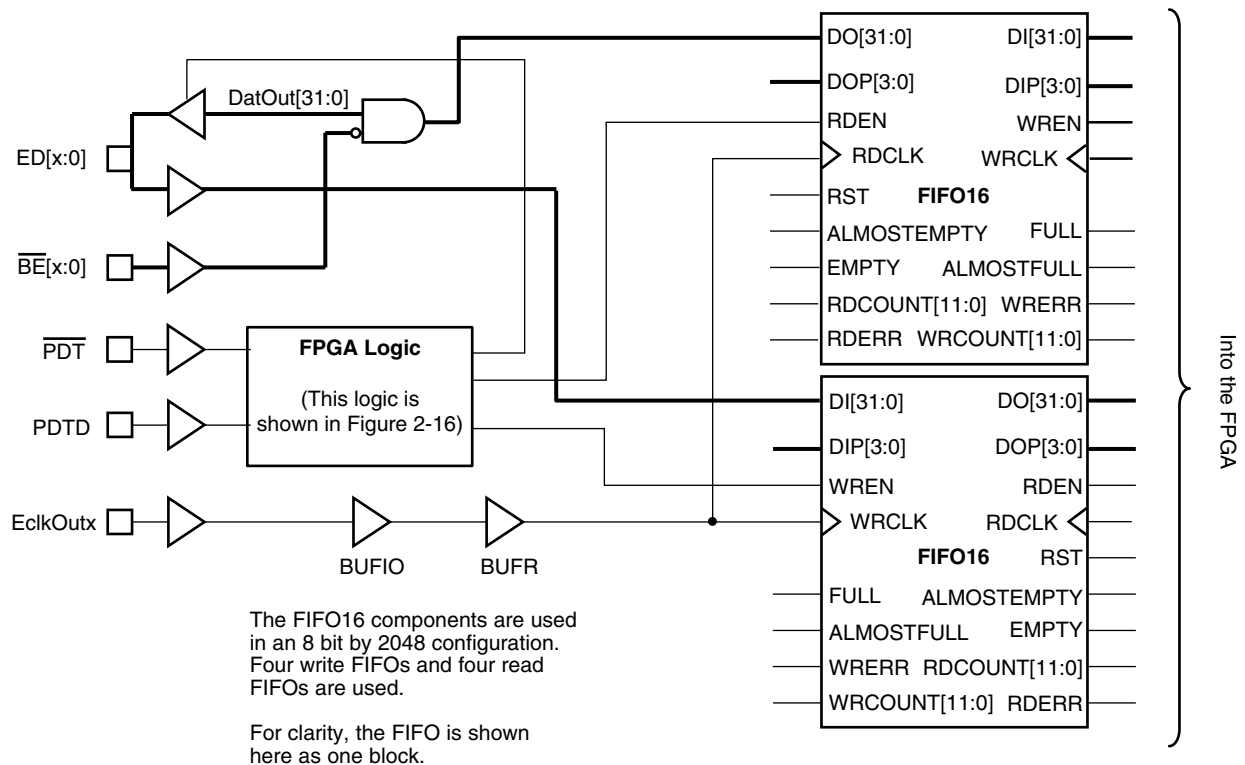 DO[31:0] DI[31:0]
DOP[3:0] DIP[3:0]
RDEN WREN
RDCLK WRCLK
RST FIFO16
ALMOSTEMPTY FULL
EMPTY ALMOSTFULL
RDCOUNT[11:0] WRERR
RDERR WRCOUNT[11:0]
DatOut[31:0]
ED[x:0]
B̅E̅[x:0]
P̅D̅T̅
PDTD
EclkOutx
FPGA Logic
(This logic is
shown in Figure 2-16)
BUFIO BUFR
DI[31:0] DO[31:0]
DIP[3:0] DOP[3:0]
WREN RDEN
WRCLK RDCLK
FIFO16 RST
FULL ALMOSTEMPTY
ALMOSTFULL EMPTY
WRERR RDCOUNT[11:0]
WRCOUNT[11:0] RDERR
Into the FPGA
The FIFO16 components are used
in an 8 bit by 2048 configuration.
Four write FIFOs and four read
FIFOs are used.
For clarity, the FIFO is shown
here as one block.